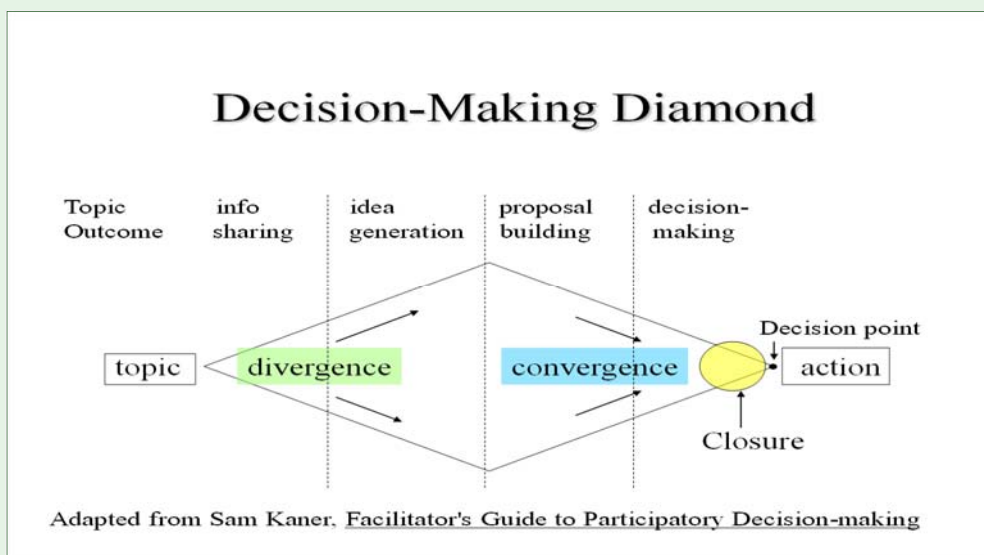 Decision-Making Diamond
Topic Outcome
info sharing
idea generation
proposal building
decision-making
topic
divergence
convergence
Decision point
action
Closure
Adapted from Sam Kaner, Facilitator's Guide to Participatory Decision-making